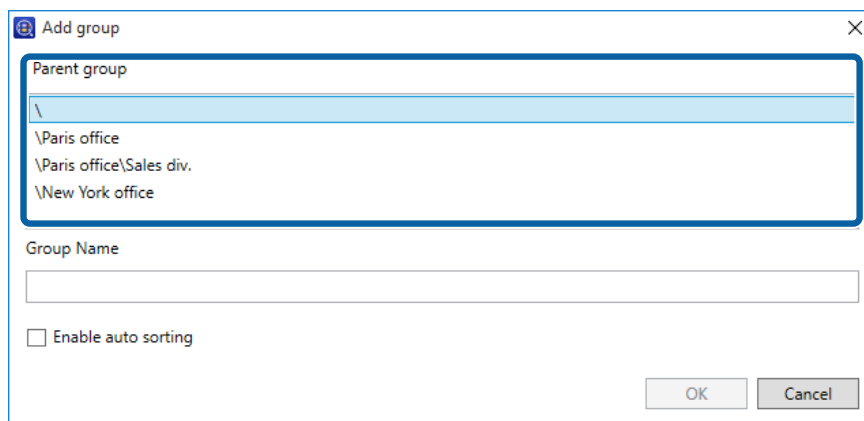 Add group
Parent group
\
\Paris office
\Paris office\Sales div.
\New York office
Group Name
Enable auto sorting
OK Cancel